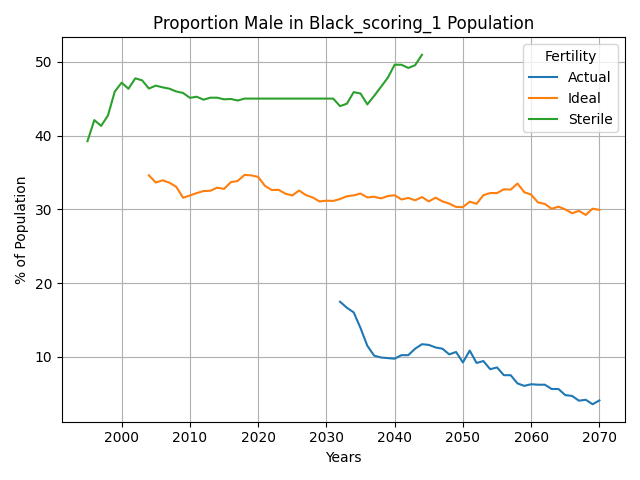 Proportion Male in Black_scoring_1 Population
Fertility
Actual
Ideal
Sterile
% of Population
50
40
30
20
10
2000 2010 2020 2030 2040 2050 2060 2070
Years